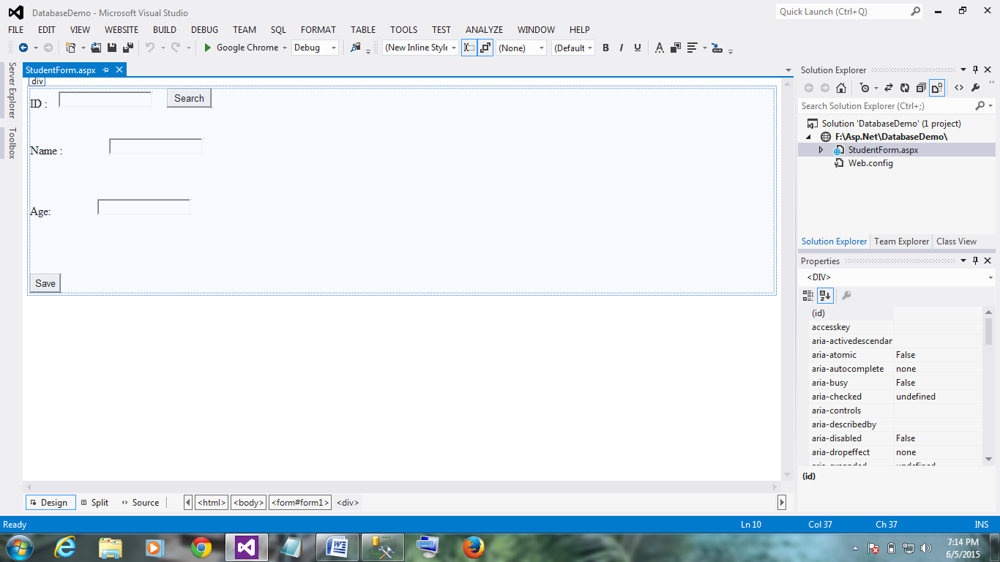 DatabaseDemo - Microsoft Visual Studio
Quick Launch (Ctrl+Q)
FILE EDIT VIEW WEBSITE BUILD DEBUG TEAM SQL FORMAT TABLE TOOLS TEST ANALYZE WINDOW HELP
Google Chrome Debug (New Inline Style (None) (Default B I U A
Server Explorer
Toolbox
StudentForm.aspx
div
ID : Search
Name :
Age:
Save
Design Split Source <html> <body> <form#form1> <div>
Solution Explorer
Search Solution Explorer (Ctrl+;)
Solution 'DatabaseDemo' (1 project)
F:\Asp.Net\DatabaseDemo\
StudentForm.aspx
Web.config
Solution Explorer Team Explorer Class View
Properties
<DIV>
(id)
accesskey
aria-activedescendar
aria-atomic False
aria-autocomplete none
aria-busy False
aria-checked undefined
aria-controls
aria-describedby
aria-disabled False
aria-dropeffect none
aria-expanded undefined
(id)
Ready Ln 10 Col 37 Ch 37 INS
7:14 PM
6/5/2015